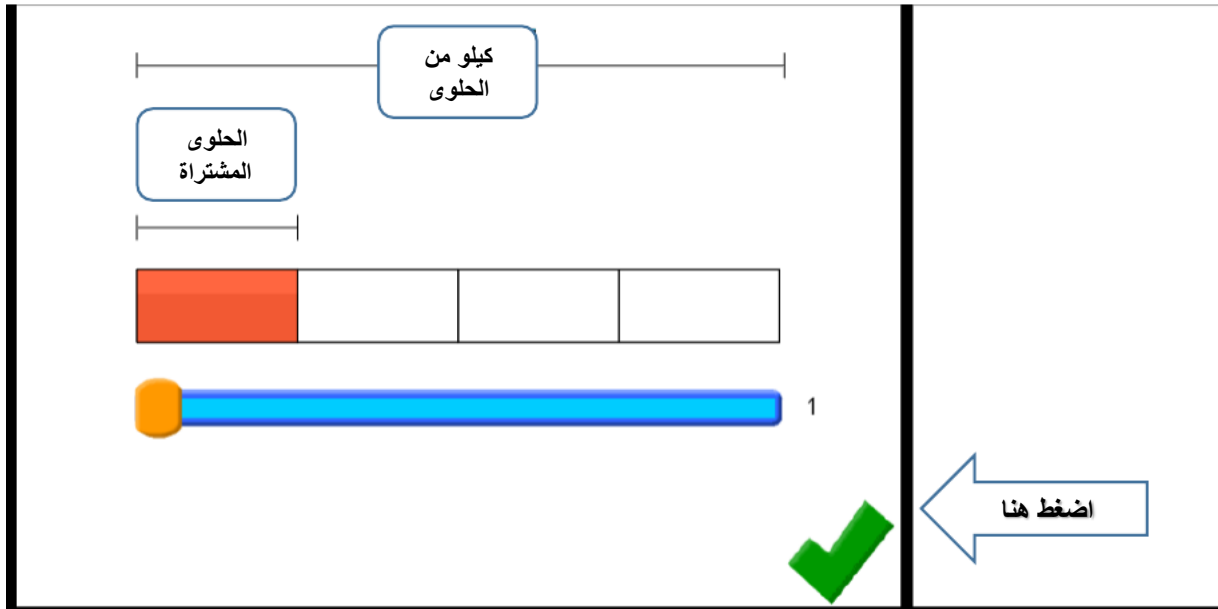 كيلو من
الحلوى
الحلوى
المشتراة
1
اضغط هنا